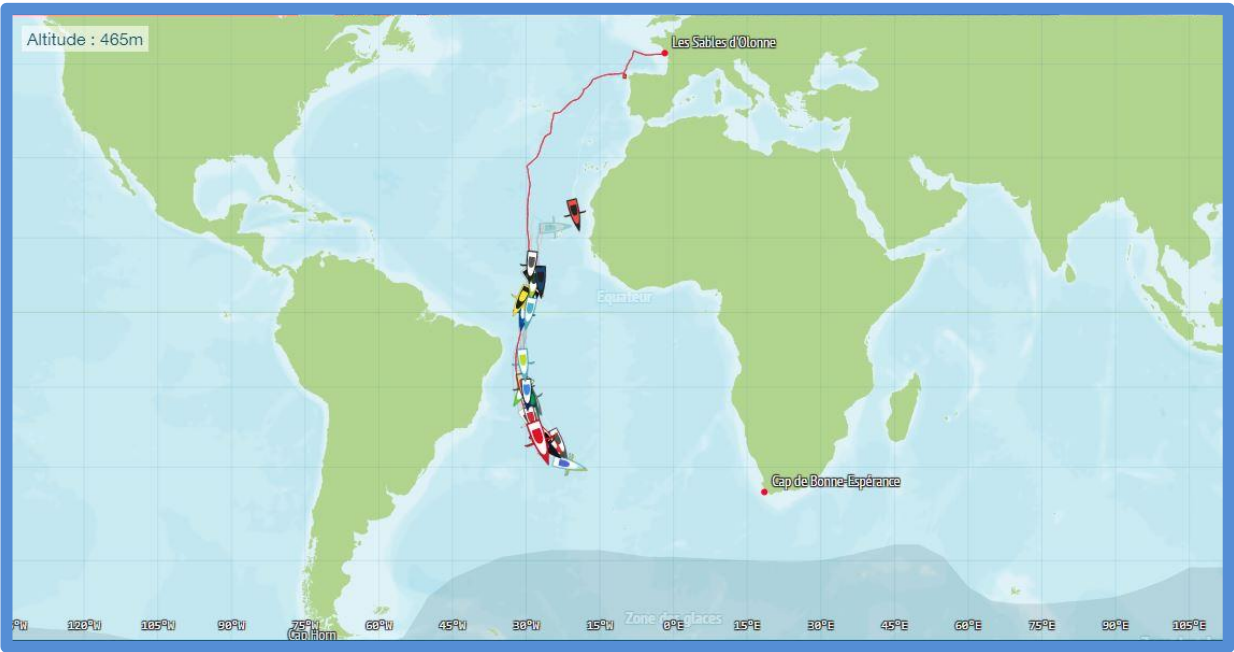 Altitude : 465m
Les Sables d'Olonne
Equateur
Cap de Bonne-Espérance
Zone des glaces
120°W
105°W
90°W
75°W
60°W
45°W
30°W
15°W
0°E
15°E
30°E
45°E
60°E
75°E
90°E
105°E
Cap Horn